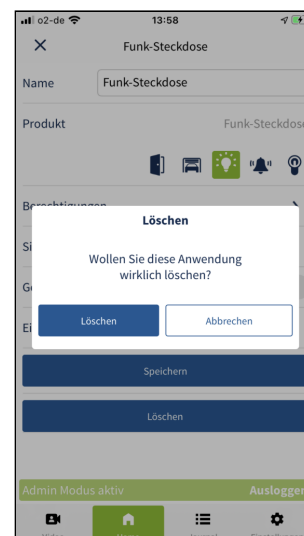 o2-de
13:58
Funk-Steckdose
Name
Funk-Steckdose
Produkt
Funk-Steckdose
Löschen
Wollen Sie diese Anwendung
wirklich löschen?
Löschen
Abbrechen
Speichern
Löschen
Admin Modus aktiv
Ausloggen